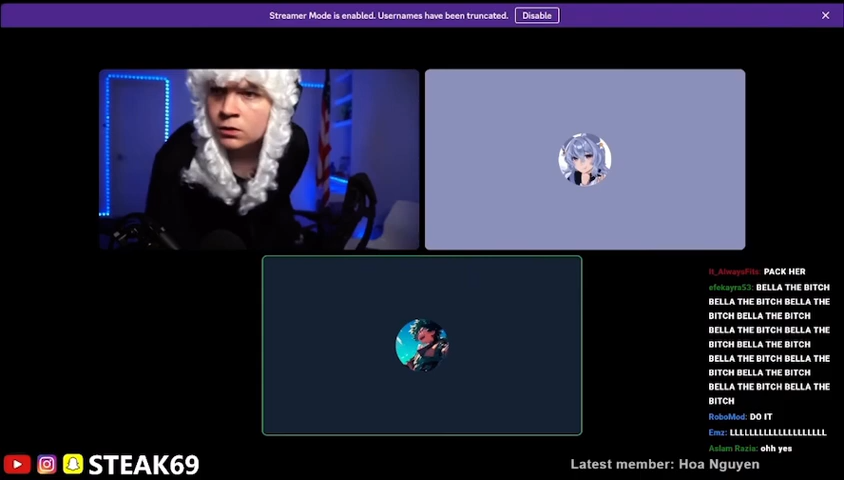 Streamer Mode is enabled. Usernames have been truncated. Disable
It_AlwaysFits: PACK HER
efekayra53: BELLA THE BITCH
BELLA THE BITCH BELLA THE
BITCH BELLA THE BITCH
BELLA THE BITCH BELLA THE
BITCH BELLA THE BITCH
BELLA THE BITCH BELLA THE
BITCH BELLA THE BITCH
BELLA THE BITCH BELLA THE
BITCH
RoboMod: DO IT
Emz: LLLLLLLLLLLLLLLLLLLL
Aslam Razia: ohh yes
STEAK69
Latest member: Hoa Nguyen